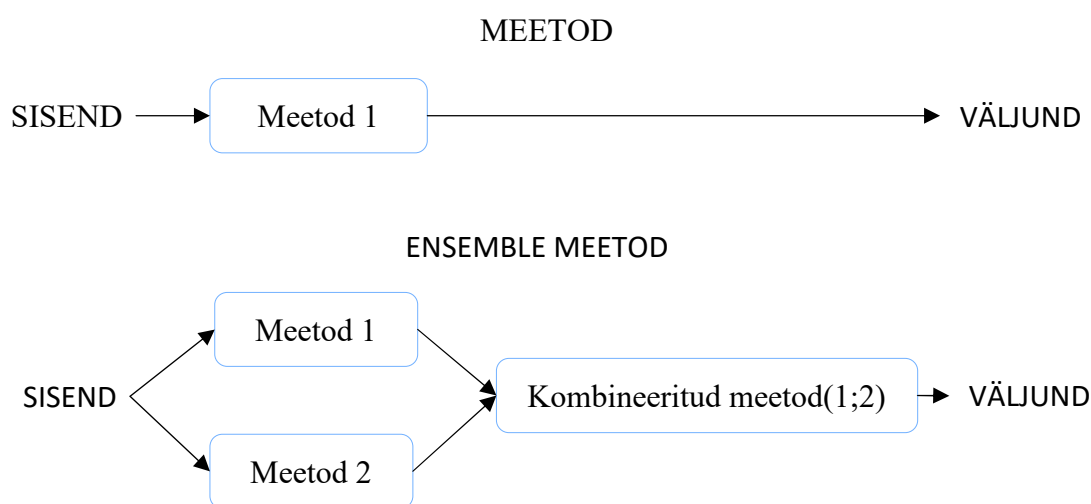 MEETOD
SISEND
Meetod 1
VÄLJUND
ENSEMBLE MEETOD
Meetod 1
SISEND
Kombineeritud meetod(1;2)
VÄLJUND
Meetod 2